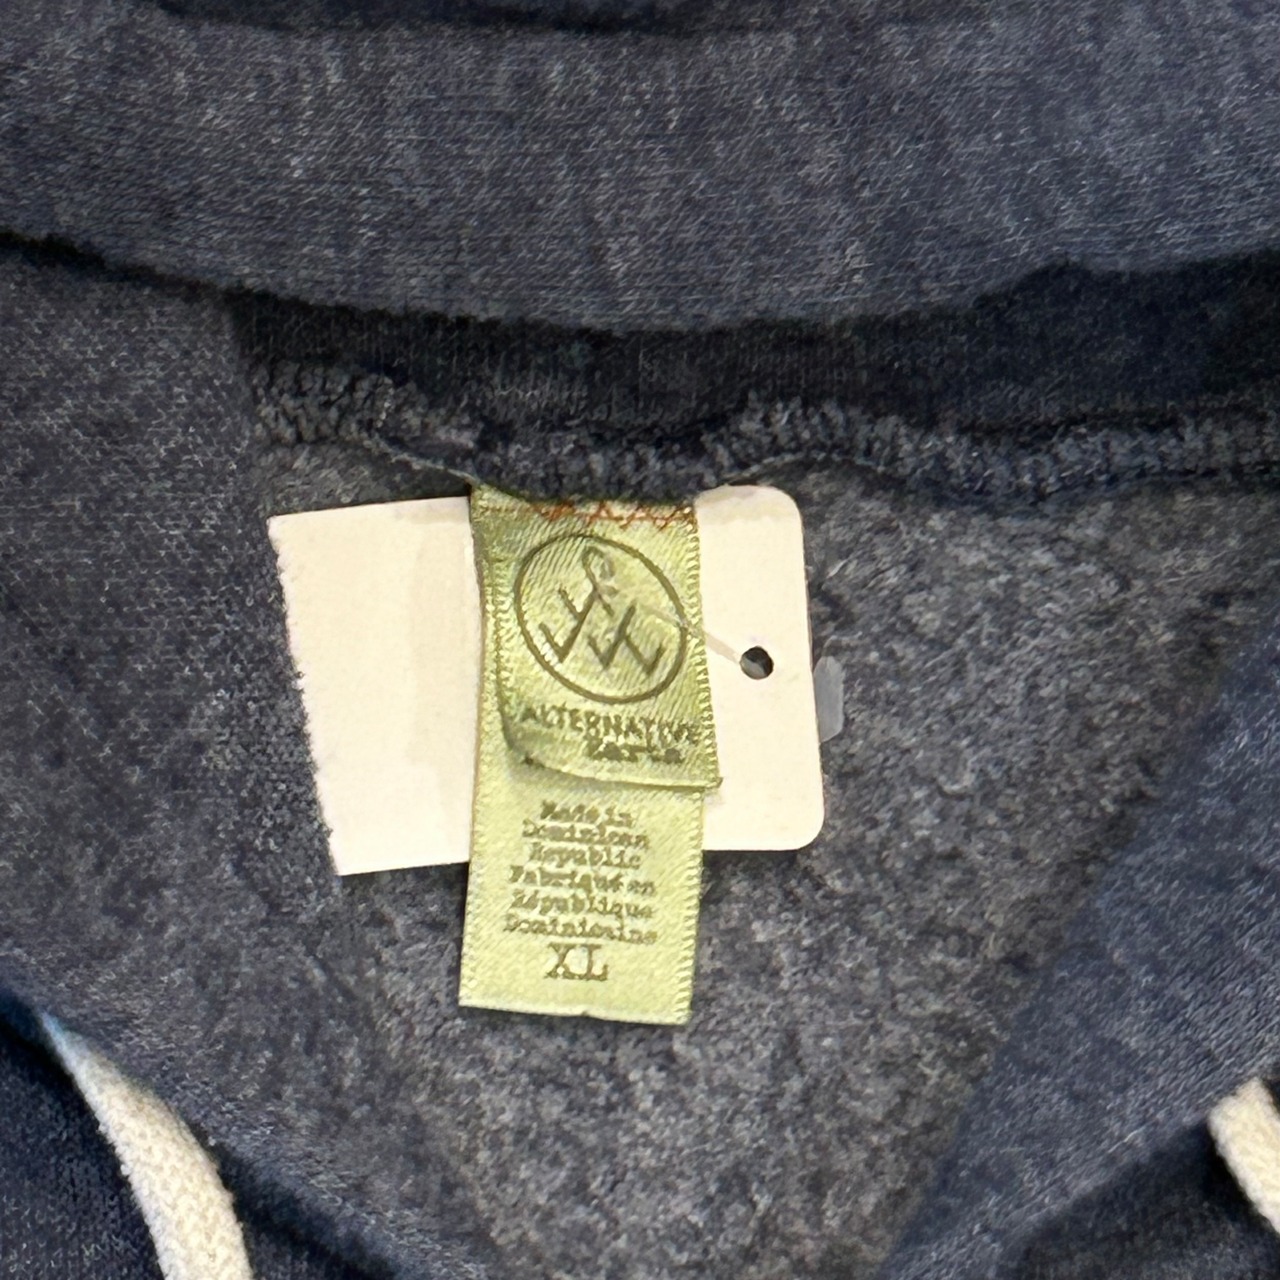 ALTERNATIVE
Earth
Made in
Dominican
Republic
Fabriqué en
République
Dominicaine
XL